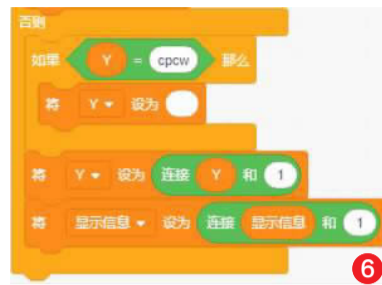 否则
如果 Y = cpcw 那么
将 Y 设为
将 Y 设为 连接 Y 和 1
将 显示信息 设为 连接 显示信息 和 1
6